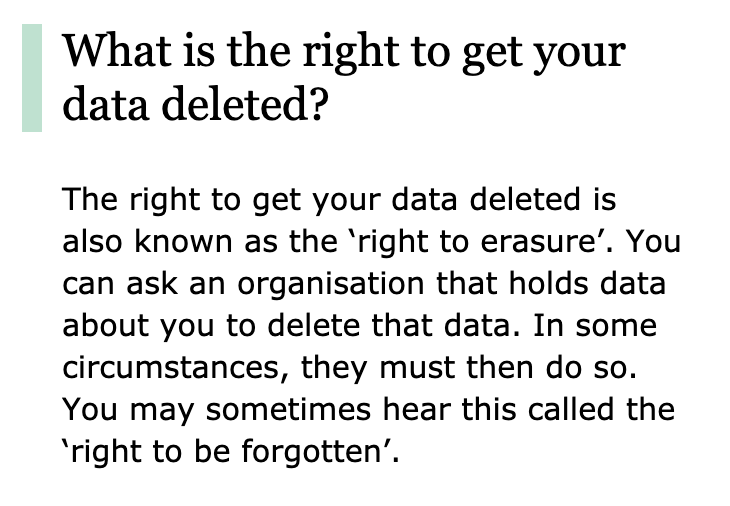 What is the right to get your
data deleted?
The right to get your data deleted is
also known as the ‘right to erasure’. You
can ask an organisation that holds data
about you to delete that data. In some
circumstances, they must then do so.
You may sometimes hear this called the
‘right to be forgotten’.